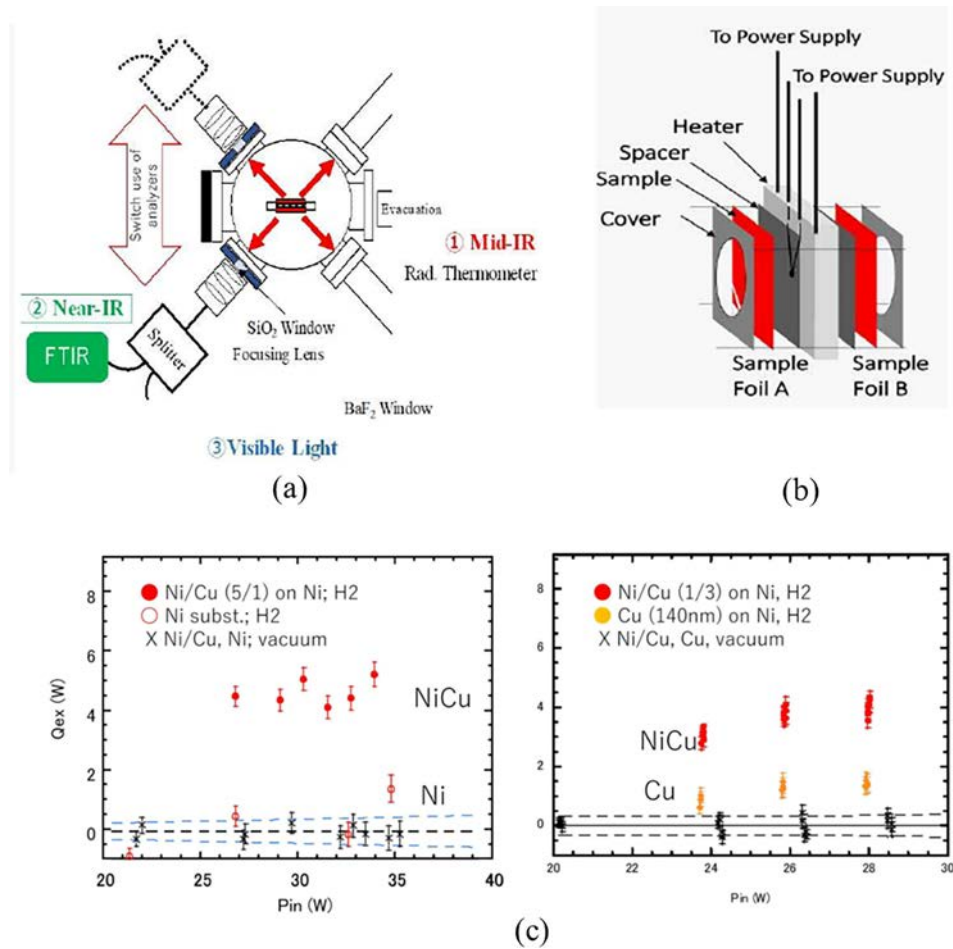 Switch use of
analyzers
Evacuation
① Mid-IR
Rad. Thermometer
② Near-IR
FTIR
Splitter
SiO₂ Window
Focusing Lens
BaF₂ Window
③Visible Light
(a)
To Power Supply
To Power Supply
Heater
Spacer
Sample
Cover
Sample
Foil A
Sample
Foil B
(b)
8
6
4
2
0
Qex (W)
Ni/Cu (5/1) on Ni; H2
Ni subst.; H2
X Ni/Cu, Ni; vacuum
NiCu
Ni
20
25
30
35
40
Pin (W)
8
6
4
2
0
Ni/Cu (1/3) on Ni, H2
Cu (140nm) on Ni, H2
X Ni/Cu, Cu, vacuum
NiCu
Cu
20
22
24
26
28
30
Pin (W)
(c)